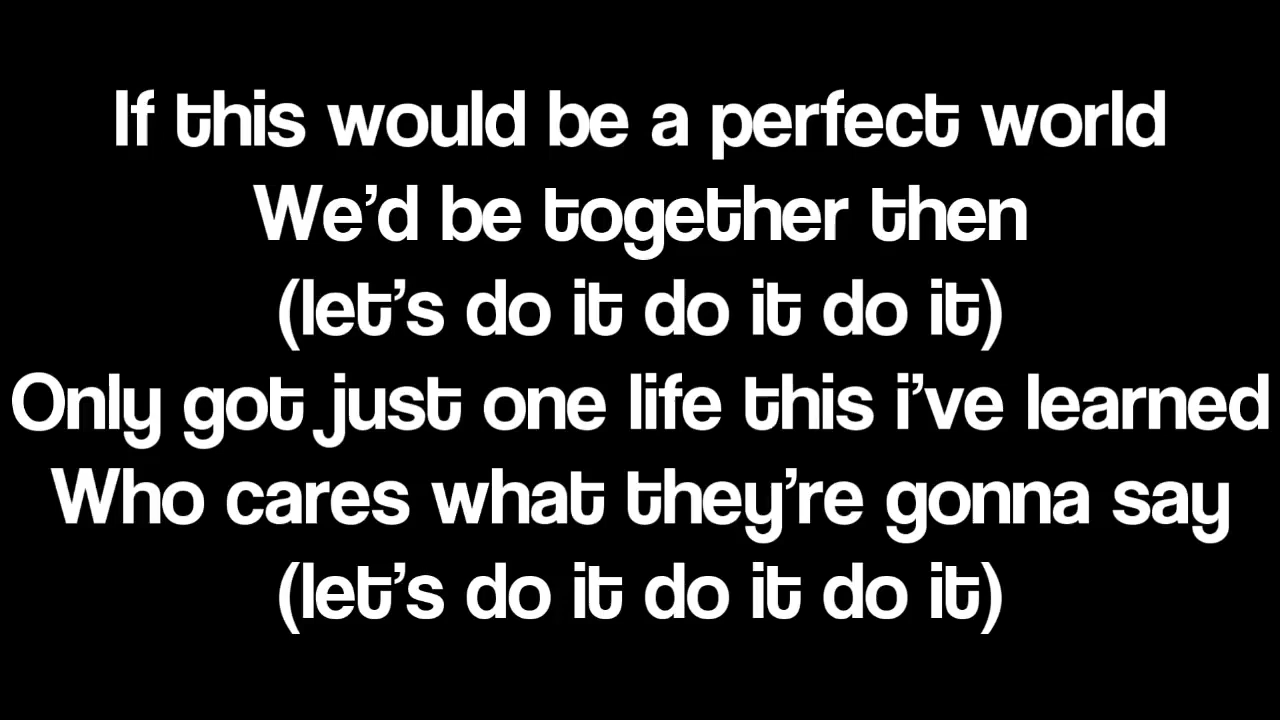 If this would be a perfect world
We'd be together then
(let's do it do it do it)
Only got just one life this i've learned
Who cares what they're gonna say
(let's do it do it do it)